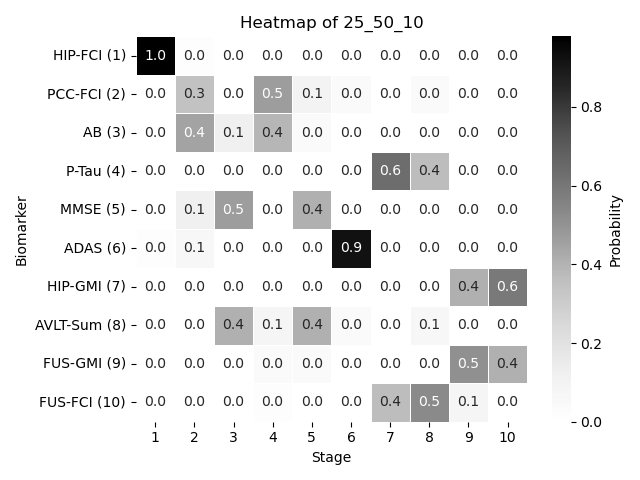 Heatmap of 25_50_10
HIP-FCI (1) 1.0 0.0 0.0 0.0 0.0 0.0 0.0 0.0 0.0 0.0
PCC-FCI (2) 0.0 0.3 0.0 0.5 0.1 0.0 0.0 0.0 0.0 0.0
AB (3) 0.0 0.4 0.1 0.4 0.0 0.0 0.0 0.0 0.0 0.0
P-Tau (4) 0.0 0.0 0.0 0.0 0.0 0.0 0.6 0.4 0.0 0.0
MMSE (5) 0.0 0.1 0.5 0.0 0.4 0.0 0.0 0.0 0.0 0.0
ADAS (6) 0.0 0.1 0.0 0.0 0.0 0.9 0.0 0.0 0.0 0.0
HIP-GMI (7) 0.0 0.0 0.0 0.0 0.0 0.0 0.0 0.0 0.4 0.6
AVLT-Sum (8) 0.0 0.0 0.4 0.1 0.4 0.0 0.0 0.1 0.0 0.0
FUS-GMI (9) 0.0 0.0 0.0 0.0 0.0 0.0 0.0 0.0 0.5 0.4
FUS-FCI (10) 0.0 0.0 0.0 0.0 0.0 0.0 0.4 0.5 0.1 0.0
1 2 3 4 5 6 7 8 9 10
Stage
Biomarker
0.8
0.6
0.4
0.2
0.0
Probability